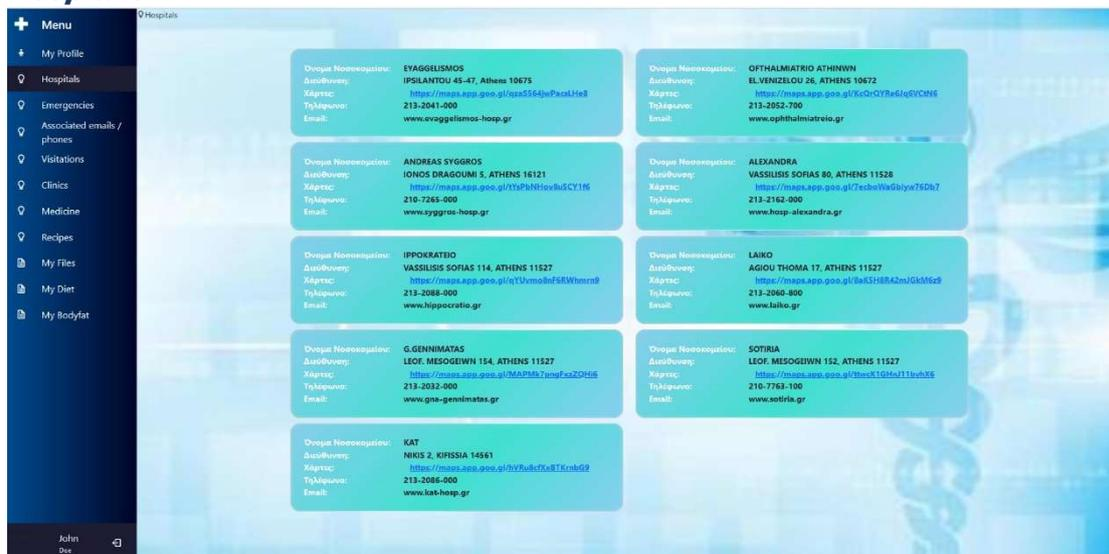 Menu
My Profile
Hospitals
Emergencies
Associated emails /
phones
Visitations
Clinics
Medicine
Recipes
My Files
My Diet
My Bodyfat
John
Doe
Hospitals
Όνομα Νοσοκομείου: EYAGGELISMOS
Διεύθυνση: IPSILANTOU 45-47, Athens 10675
Χάρτες:
Τηλέφωνο: 213-2041-000
Email: www.evaggelismos-hosp.gr
Όνομα Νοσοκομείου: OFTHALMIATRIO ATHINWN
Διεύθυνση: EL.VENIZELOU 26, ATHENS 10672
Χάρτες:
Τηλέφωνο: 213-2052-700
Email: www.ophthalmiatreio.gr
Όνομα Νοσοκομείου: ANDREAS SYGGROS
Διεύθυνση: IONOS DRAGOUMI 5, ATHENS 16121
Χάρτες:
Τηλέφωνο: 210-7265-000
Email: www.syggros-hosp.gr
Όνομα Νοσοκομείου: ALEXANDRA
Διεύθυνση: VASSILISIS SOFIAS 80, ATHENS 11528
Χάρτες:
Τηλέφωνο: 213-2162-000
Email: www.hosp-alexandra.gr
Όνομα Νοσοκομείου: IPPOKRATEIO
Διεύθυνση: VASSILISIS SOFIAS 114, ATHENS 11527
Χάρτες:
Τηλέφωνο: 213-2088-000
Email: www.hippocratio.gr
Όνομα Νοσοκομείου: LAIKO
Διεύθυνση: AGIOU THOMA 17, ATHENS 11527
Χάρτες:
Τηλέφωνο: 213-2060-800
Email: www.laiko.gr
Όνομα Νοσοκομείου: G.GENNIMATAS
Διεύθυνση: LEOF. MESOGEIWN 154, ATHENS 11527
Χάρτες:
Τηλέφωνο: 213-2032-000
Email: www.gna-gennimatas.gr
Όνομα Νοσοκομείου: SOTIRIA
Διεύθυνση: LEOF. MESOGEIWN 152, ATHENS 11527
Χάρτες:
Τηλέφωνο: 210-7763-100
Email: www.sotiria.gr
Όνομα Νοσοκομείου: KAT
Διεύθυνση: NIKIS 2, KIFISSIA 14561
Χάρτες:
Τηλέφωνο: 213-2086-000
Email: www.kat-hosp.gr